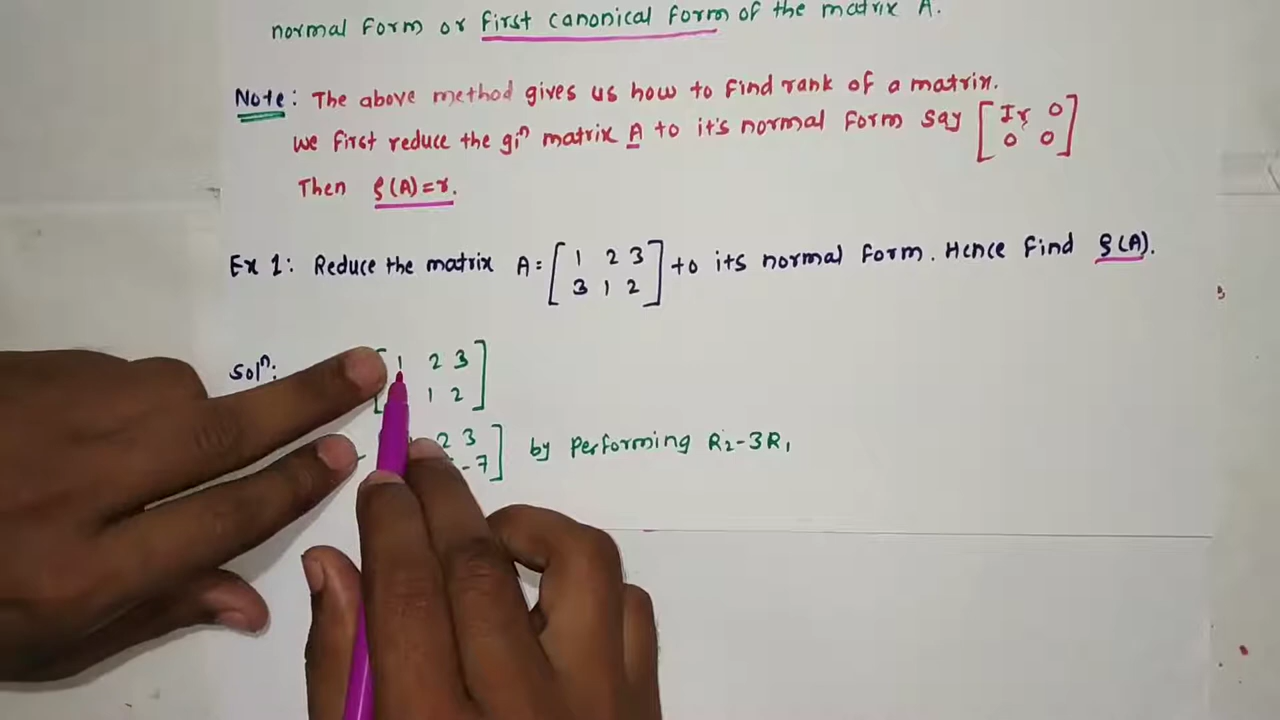 normal form or first canonical form of the matrix A.
Note: The above method gives us how to find rank of a matrix.
we first reduce the giⁿ matrix A to it's normal form say [Ir 0
0 0]
Then ρ(A)=r.
Ex 1: Reduce the matrix A= [1 2 3
3 1 2] to its normal form. Hence find ρ(A).
Solⁿ:
[1 2 3
1 2]
2 3
-7] by performing R₂-3R₁